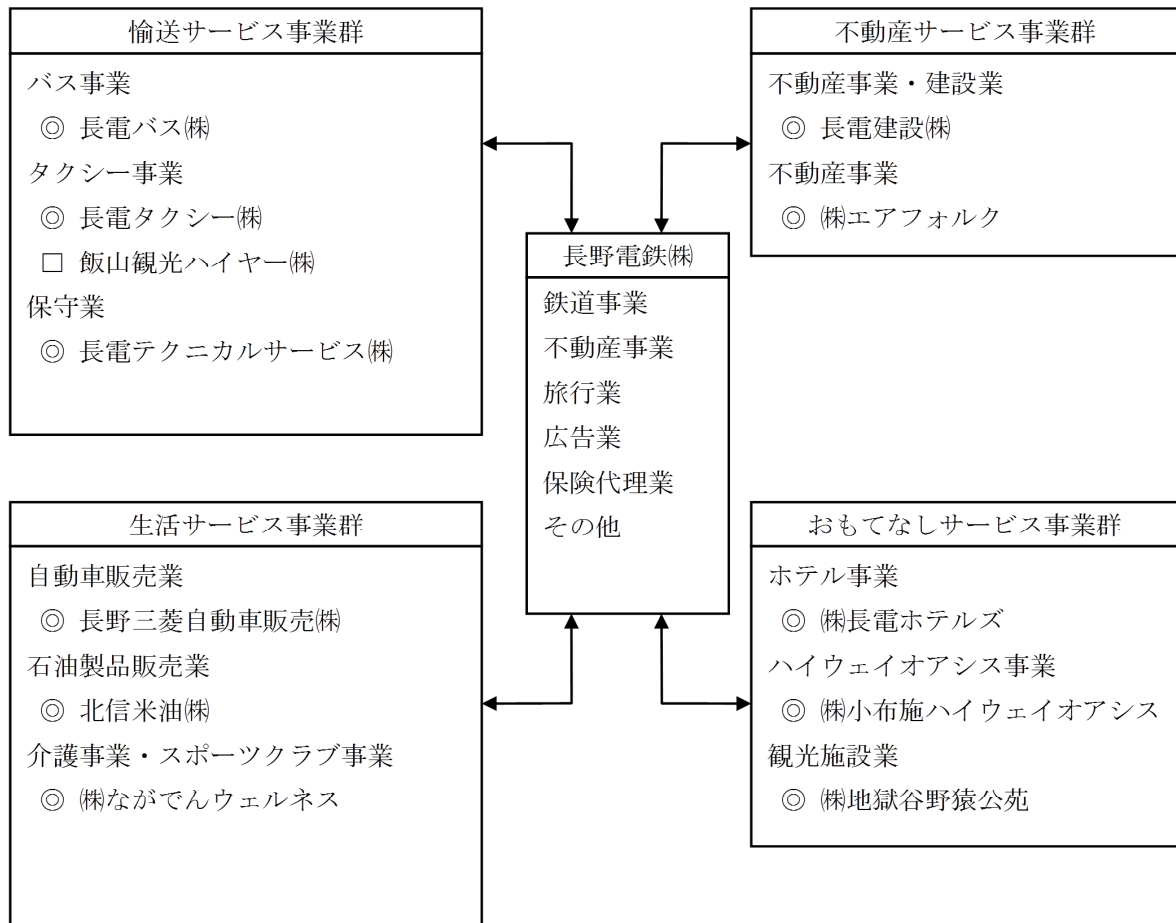 愉送サービス事業群
バス事業
◎ 長電バス㈱
タクシー事業
◎ 長電タクシー㈱
□ 飯山観光ハイヤー㈱
保守業
◎ 長電テクニカルサービス㈱
不動産サービス事業群
不動産事業・建設業
◎ 長電建設㈱
不動産事業
◎ ㈱エアフォルク
長野電鉄㈱
鉄道事業
不動産事業
旅行業
広告業
保険代理業
その他
生活サービス事業群
自動車販売業
◎ 長野三菱自動車販売㈱
石油製品販売業
◎ 北信米油㈱
介護事業・スポーツクラブ事業
◎ ㈱ながでんウェルネス
おもてなしサービス事業群
ホテル事業
◎ ㈱長電ホテルズ
ハイウェイオアシス事業
◎ ㈱小布施ハイウェイオアシス
観光施設業
◎ ㈱地獄谷野猿公苑